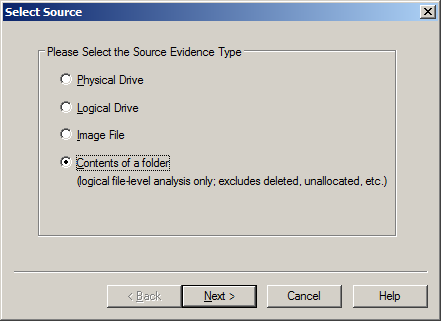 Select Source
Please Select the Source Evidence Type
Physical Drive
Logical Drive
Image File
Contents of a folder
(logical file-level analysis only; excludes deleted, unallocated, etc.)
< Back Next > Cancel Help